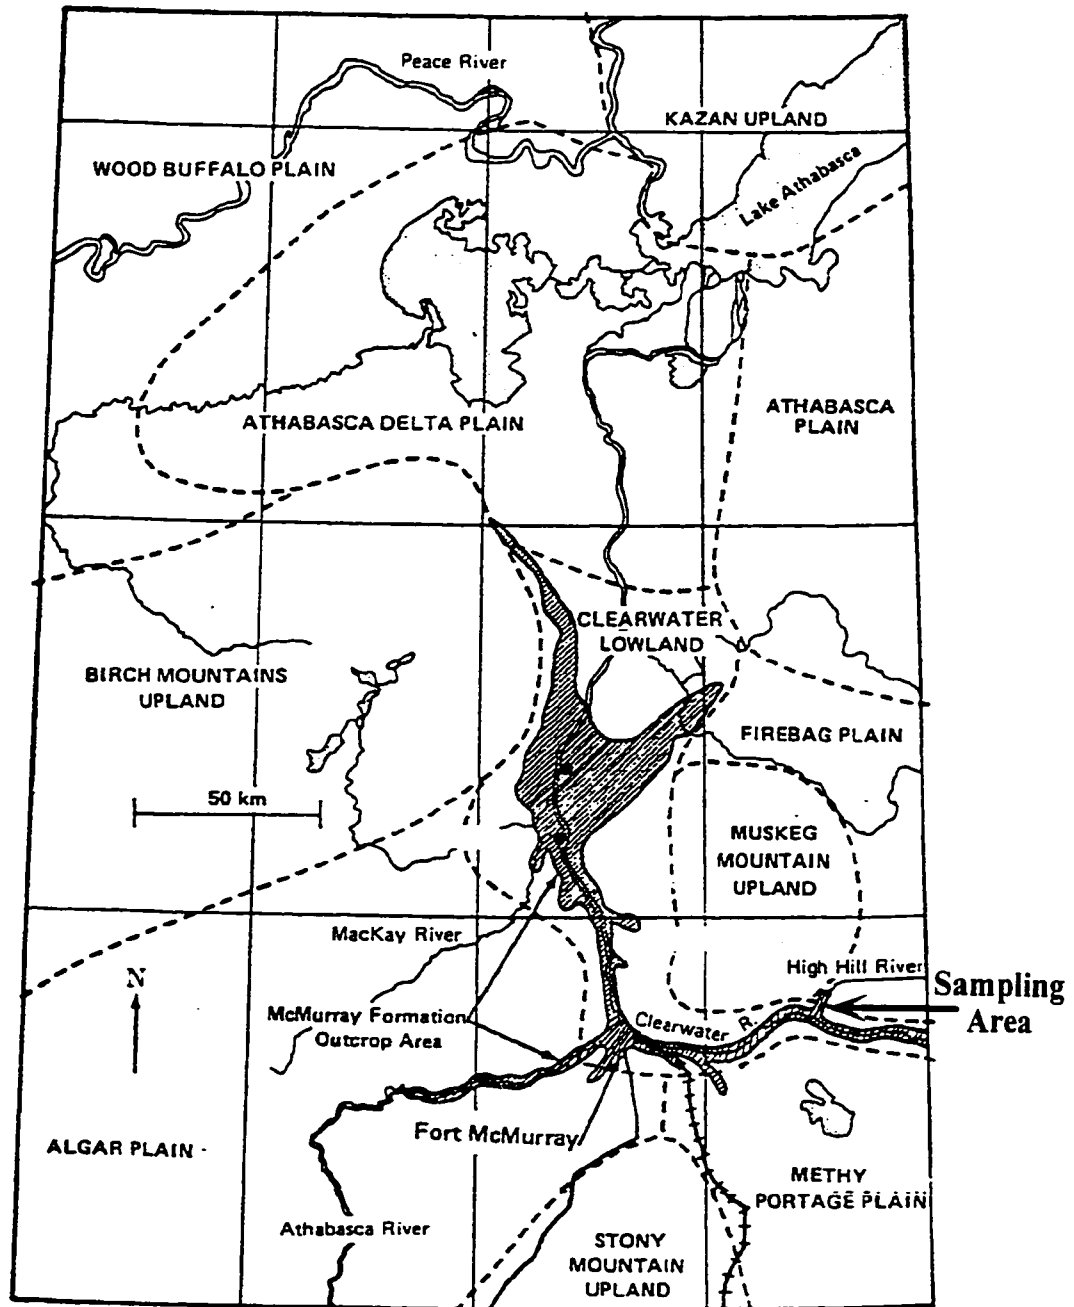 Peace River
KAZAN UPLAND
WOOD BUFFALO PLAIN
Lake Athabasca
ATHABASCA DELTA PLAIN
ATHABASCA
PLAIN
CLEARWATER
LOWLAND
BIRCH MOUNTAINS
UPLAND
FIREBAG PLAIN
50 km
MUSKEG
MOUNTAIN
UPLAND
MacKay River
N
High Hill River
Sampling
Area
McMurray Formation
Outcrop Area
Clearwater R.
Fort McMurray
ALGAR PLAIN
METHY
PORTAGE PLAIN
Athabasca River
STONY
MOUNTAIN
UPLAND